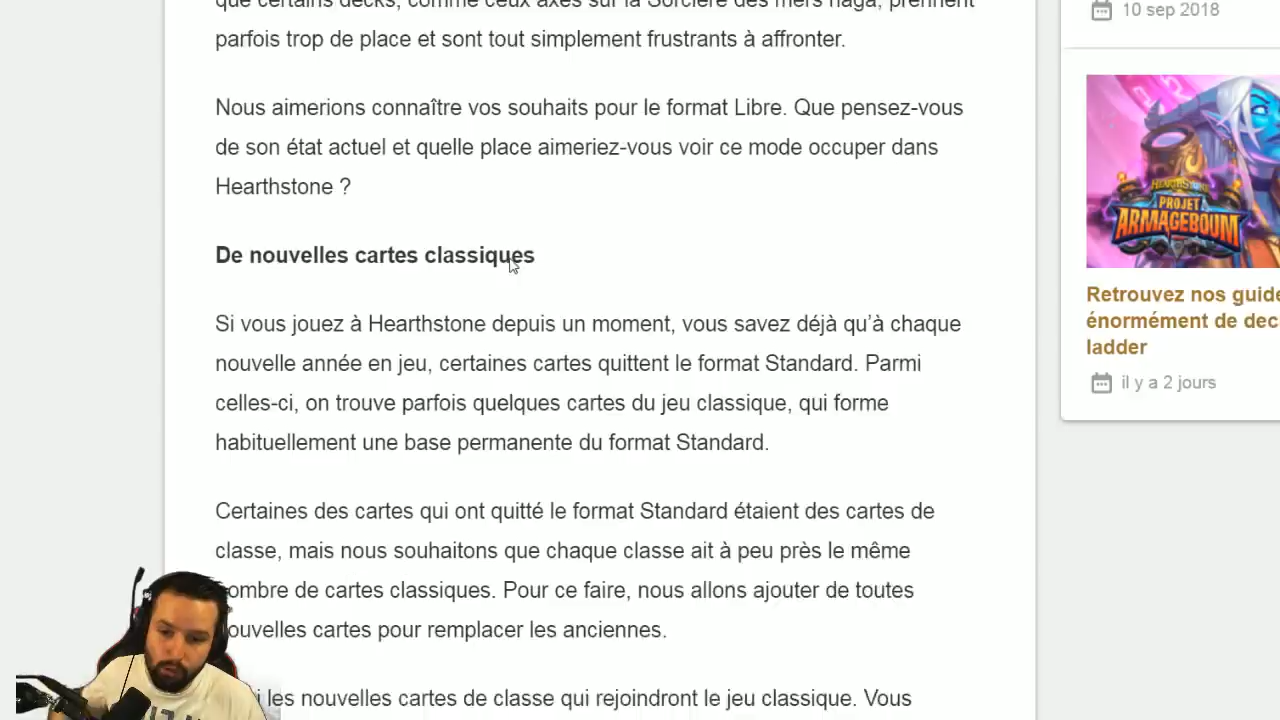 que certains decks, comme ceux axés sur la Sorcière des mers naga, prennent
parfois trop de place et sont tout simplement frustrants à affronter.
Nous aimerions connaître vos souhaits pour le format Libre. Que pensez-vous
de son état actuel et quelle place aimeriez-vous voir ce mode occuper dans
Hearthstone ?
De nouvelles cartes classiques
Si vous jouez à Hearthstone depuis un moment, vous savez déjà qu’à chaque
nouvelle année en jeu, certaines cartes quittent le format Standard. Parmi
celles-ci, on trouve parfois quelques cartes du jeu classique, qui forme
habituellement une base permanente du format Standard.
Certaines des cartes qui ont quitté le format Standard étaient des cartes de
classe, mais nous souhaitons que chaque classe ait à peu près le même
ombre de cartes classiques. Pour ce faire, nous allons ajouter de toutes
ouvelles cartes pour remplacer les anciennes.
i les nouvelles cartes de classe qui rejoindront le jeu classique. Vous
10 sep 2018
HEARTHSTONE
PROJET
ARMAGEBOUM
Retrouvez nos guide
énormément de dec
ladder
il y a 2 jours